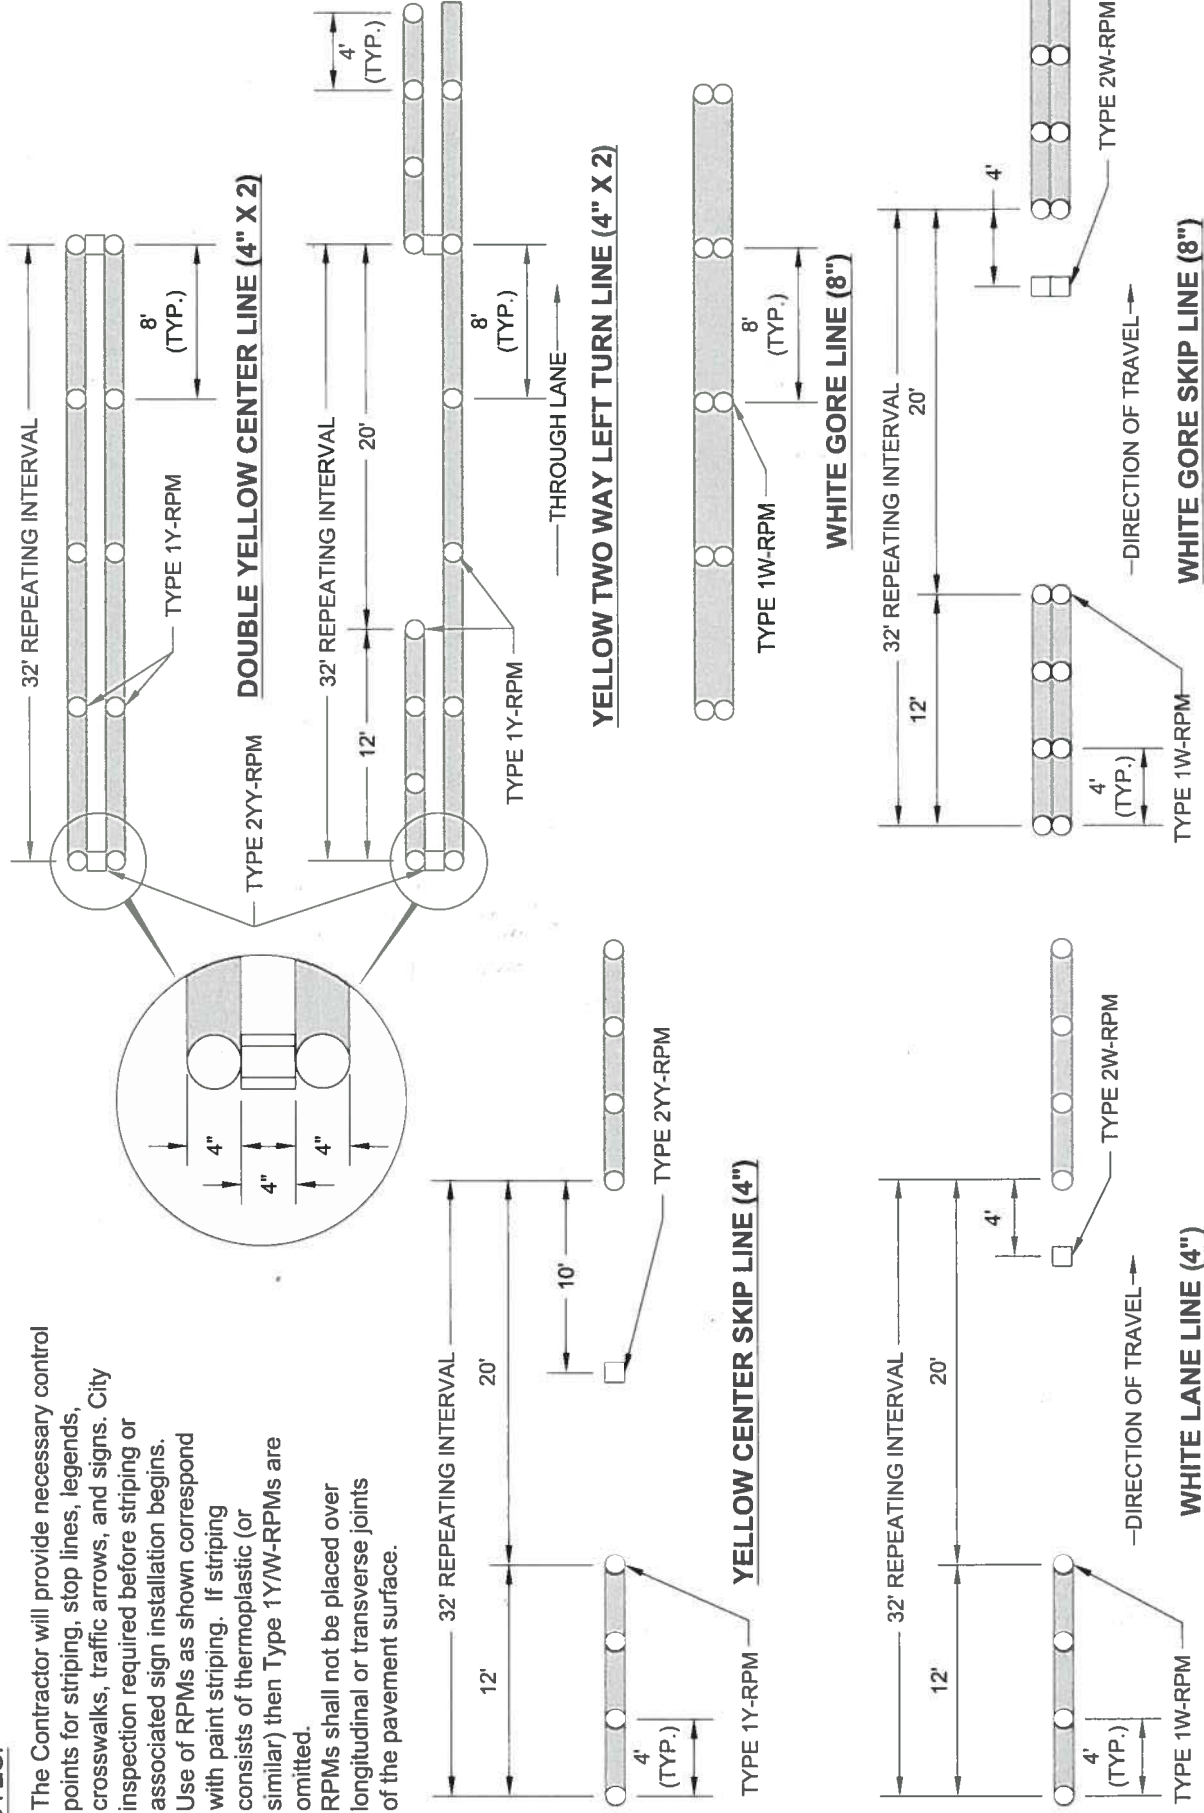 The Contractor will provide necessary control
points for striping, stop lines, legends,
crosswalks, traffic arrows, and signs. City
inspection required before striping or
associated sign installation begins.
Use of RPMs as shown correspond
with paint striping. If striping
consists of thermoplastic (or
similar) then Type 1Y/W-RPMs are
omitted.
RPMs shall not be placed over
longitudinal or transverse joints
of the pavement surface.
4"
4"
4"
32' REPEATING INTERVAL
TYPE 1Y-RPM
8'
(TYP.)
DOUBLE YELLOW CENTER LINE (4" X 2)
TYPE 2YY-RPM
32' REPEATING INTERVAL
12'
20'
4'
(TYP.)
8'
(TYP.)
TYPE 1Y-RPM
THROUGH LANE
YELLOW TWO WAY LEFT TURN LINE (4" X 2)
32' REPEATING INTERVAL
12'
20'
10'
4'
(TYP.)
TYPE 1Y-RPM
TYPE 2YY-RPM
YELLOW CENTER SKIP LINE (4")
TYPE 1W-RPM
8'
(TYP.)
WHITE GORE LINE (8")
32' REPEATING INTERVAL
12'
20'
4'
4'
(TYP.)
TYPE 1W-RPM
DIRECTION OF TRAVEL
TYPE 2W-RPM
WHITE LANE LINE (4")
32' REPEATING INTERVAL
12'
20'
4'
4'
(TYP.)
TYPE 1W-RPM
DIRECTION OF TRAVEL
TYPE 2W-RPM
WHITE GORE SKIP LINE (8")